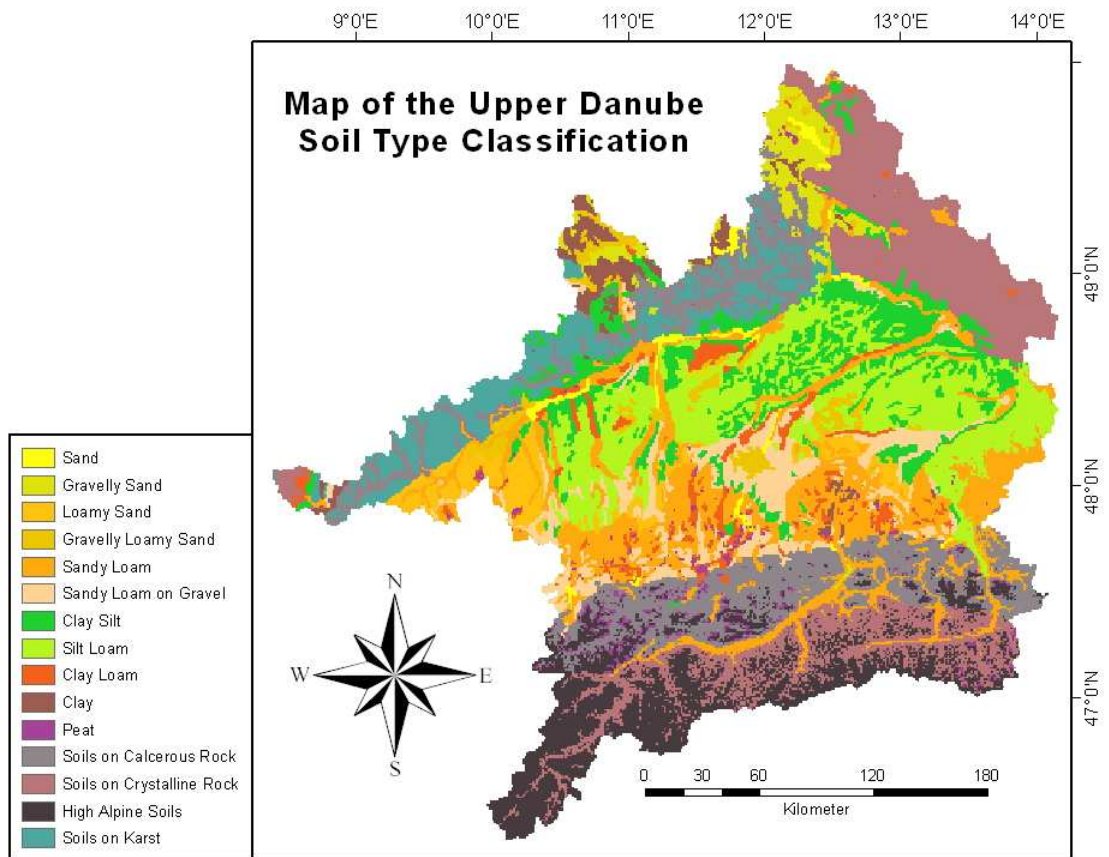 9°0'E 10°0'E 11°0'E 12°0'E 13°0'E 14°0'E
Map of the Upper Danube
Soil Type Classification
49°0'N
48°0'N
47°0'N
Sand
Gravelly Sand
Loamy Sand
Gravelly Loamy Sand
Sandy Loam
Sandy Loam on Gravel
Clay Silt
Silt Loam
Clay Loam
Clay
Peat
Soils on Calcerous Rock
Soils on Crystalline Rock
High Alpine Soils
Soils on Karst
N
W E
S
0 30 60 120 180
Kilometer